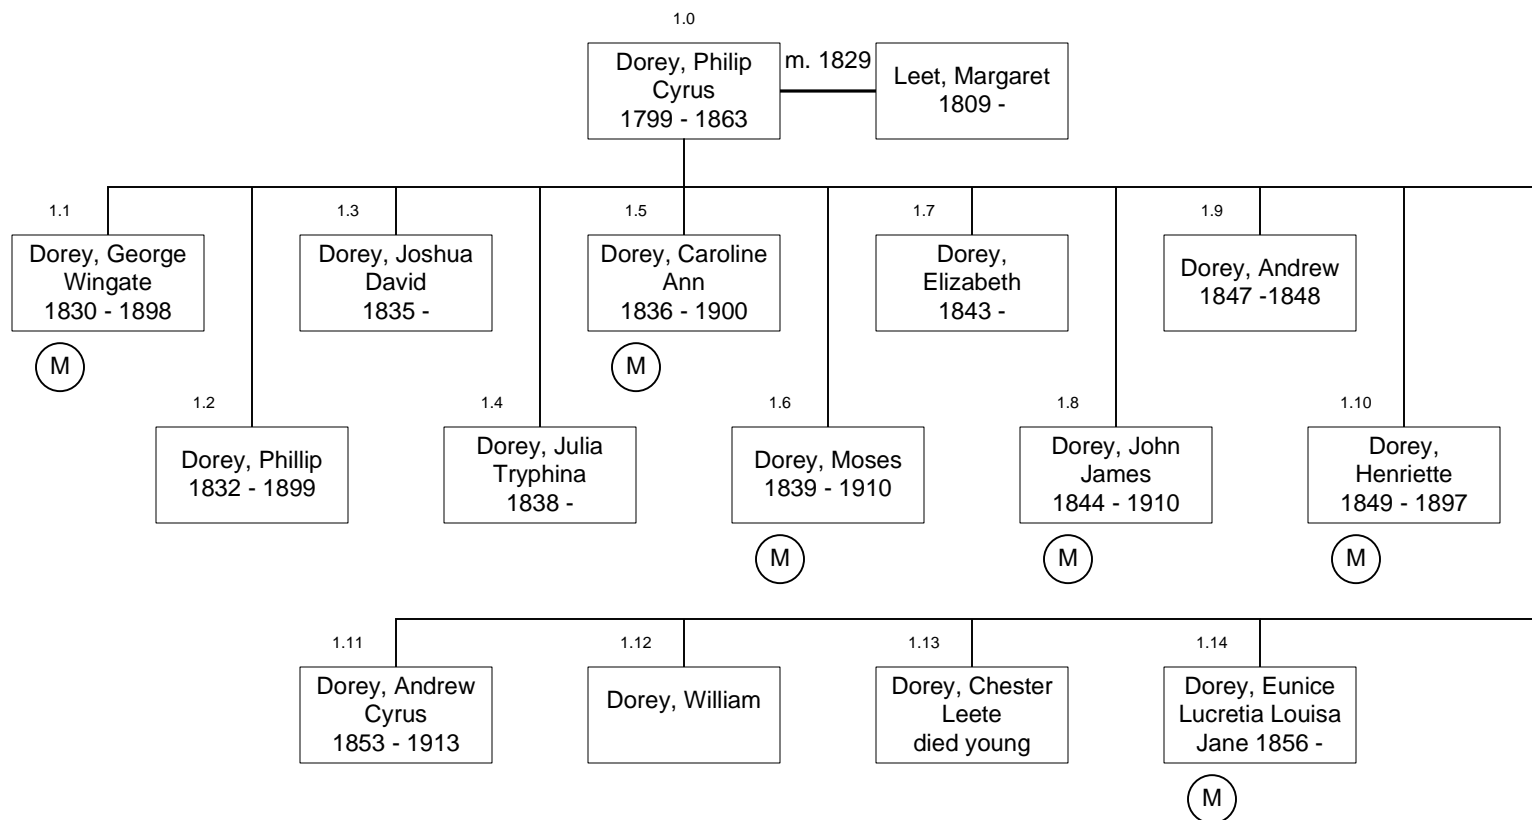 1.0
Dorey, Philip
Cyrus
1799 - 1863
m. 1829
Leet, Margaret
1809 -
1.1
Dorey, George
Wingate
1830 - 1898
M
1.3
Dorey, Joshua
David
1835 -
1.5
Dorey, Caroline
Ann
1836 - 1900
M
1.7
Dorey,
Elizabeth
1843 -
1.9
Dorey, Andrew
1847 -1848
1.2
Dorey, Phillip
1832 - 1899
1.4
Dorey, Julia
Tryphina
1838 -
1.6
Dorey, Moses
1839 - 1910
M
1.8
Dorey, John
James
1844 - 1910
M
1.10
Dorey,
Henriette
1849 - 1897
M
1.11
Dorey, Andrew
Cyrus
1853 - 1913
1.12
Dorey, William
1.13
Dorey, Chester
Leete
died young
1.14
Dorey, Eunice
Lucretia Louisa
Jane 1856 -
M